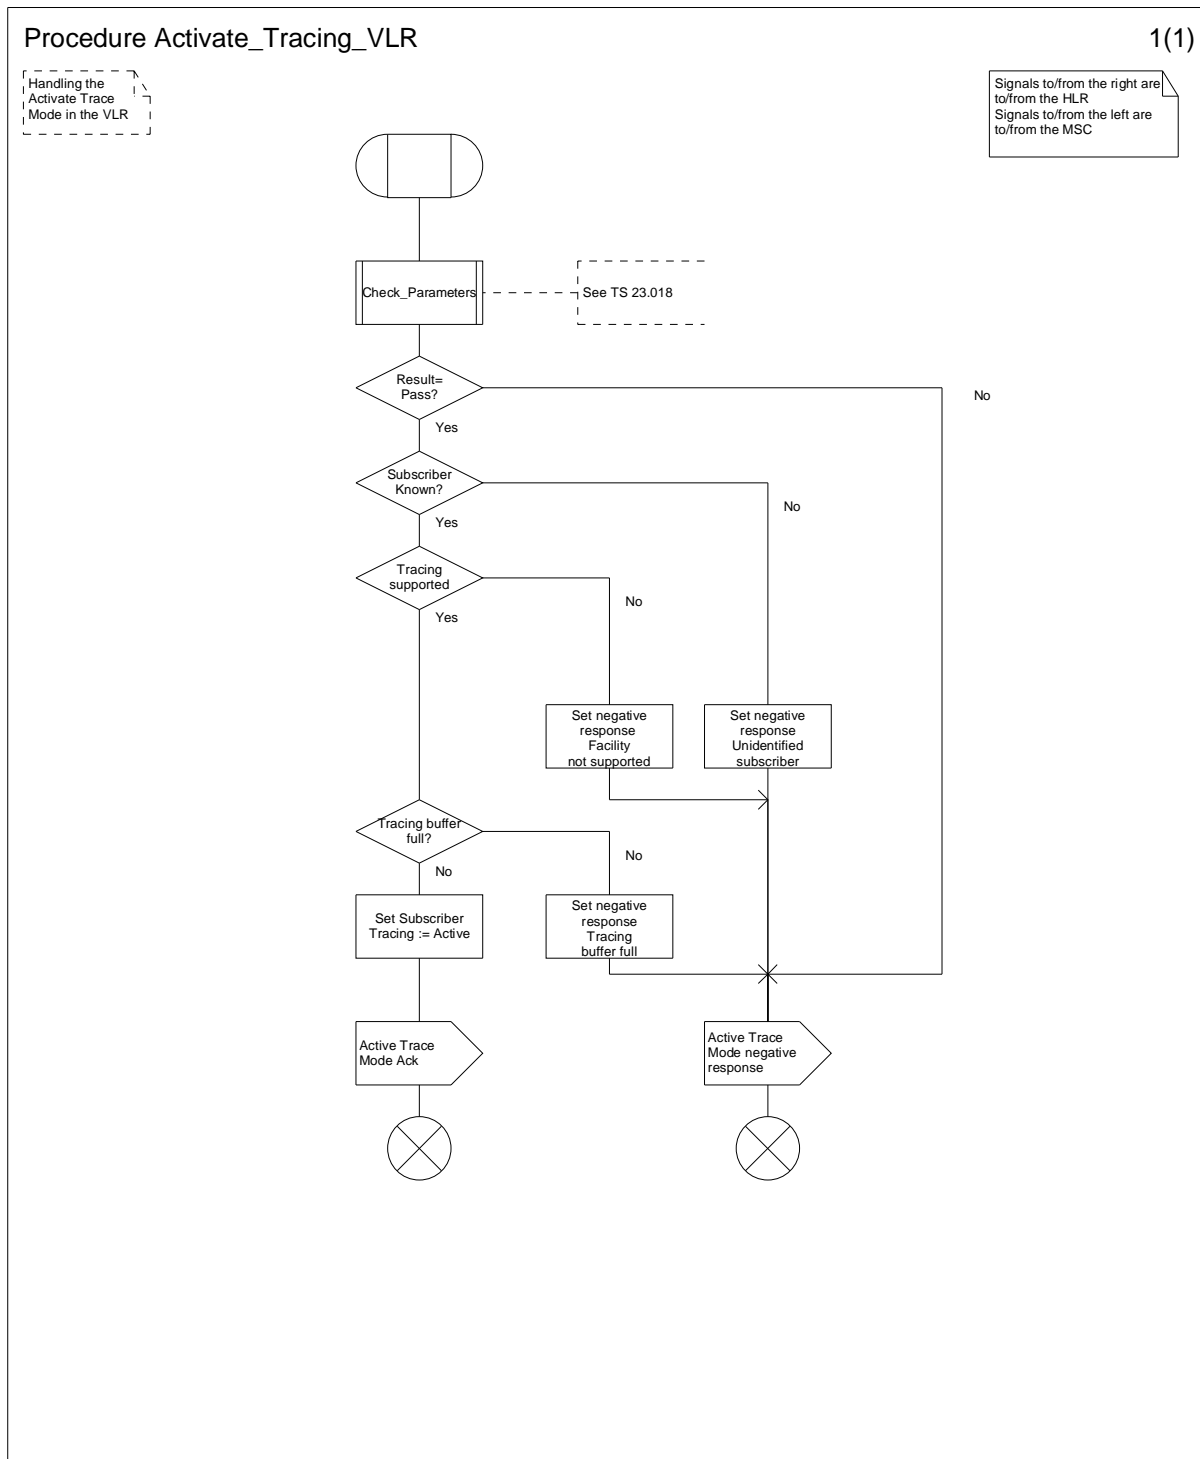 Procedure Activate_Tracing_VLR
1(1)
Handling the
Activate Trace
Mode in the VLR
Signals to/from the right are
to/from the HLR
Signals to/from the left are
to/from the MSC
Check_Parameters
See TS 23.018
Result=
Pass?
No
Yes
Subscriber
Known?
No
Yes
Tracing
supported
No
Yes
Set negative
response
Facility
not supported
Set negative
response
Unidentified
subscriber
Tracing buffer
full?
No
No
Set Subscriber
Tracing := Active
Set negative
response
Tracing
buffer full
Active Trace
Mode Ack
Active Trace
Mode negative
response